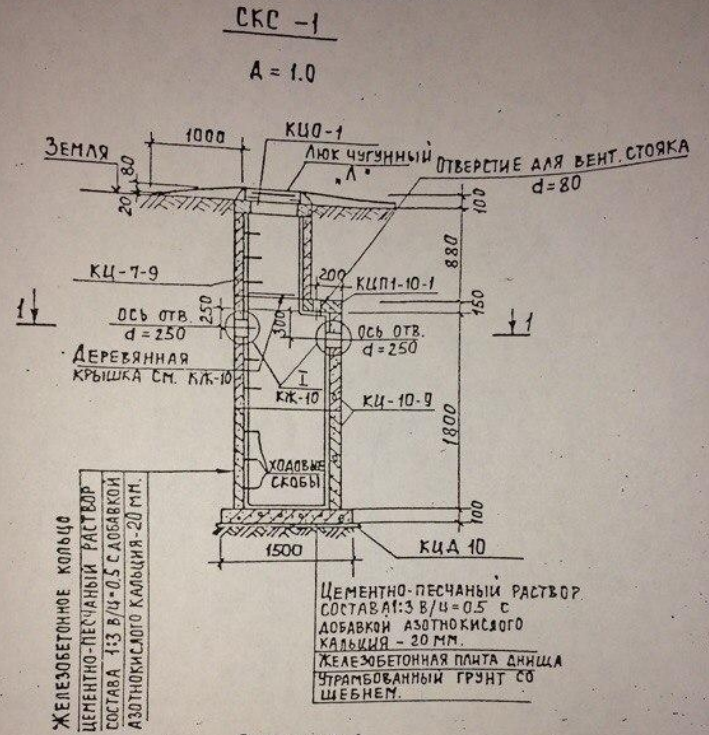 СКС -1
Д = 1.0
ЗЕМЛЯ
1000
КЦО-1
ЛЮК ЧУГУННЫЙ
"Л"
ОТВЕРСТИЕ ДЛЯ ВЕНТ. СТОЯКА
d=80
80
20
100
880
КЦ-7-9
200
КЦП1-10-1
150
1
ОСЬ ОТВ.
d=250
250
300
ОСЬ ОТВ.
d=250
1
ДЕРЕВЯННАЯ
КРЫШКА СМ. КЖ-10
I
КЖ-10
КЦ-10-9
1800
ХОДОВЫЕ
СКОБЫ
100
1500
КЦД 10
ЖЕЛЕЗОБЕТОННОЕ КОЛЬЦО
ЦЕМЕНТНО-ПЕСЧАНЫЙ РАСТВОР
СОСТАВА 1:3 В/Ц=0.5 С ДОБАВКОЙ
АЗОТНОКИСЛОГО КАЛЬЦИЯ-20 ММ.
ЦЕМЕНТНО-ПЕСЧАНЫЙ РАСТВОР
СОСТАВА 1:3 В/Ц=0.5 С
ДОБАВКОЙ АЗОТНОКИСЛОГО
КАЛЬЦИЯ - 20 ММ.
ЖЕЛЕЗОБЕТОННАЯ ПЛИТА ДНИЩА
УТРАМБОВАННЫЙ ГРУНТ СО
ЩЕБНЕМ.